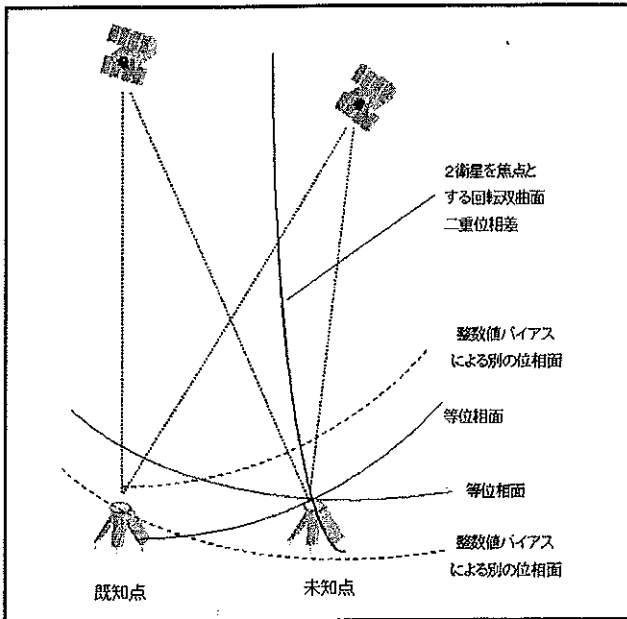 2衛星を焦点と
する回転双曲面
二重位相差
整数値バイアス
による別の位相面
等位相面
等位相面
整数値バイアス
による別の位相面
既知点
未知点